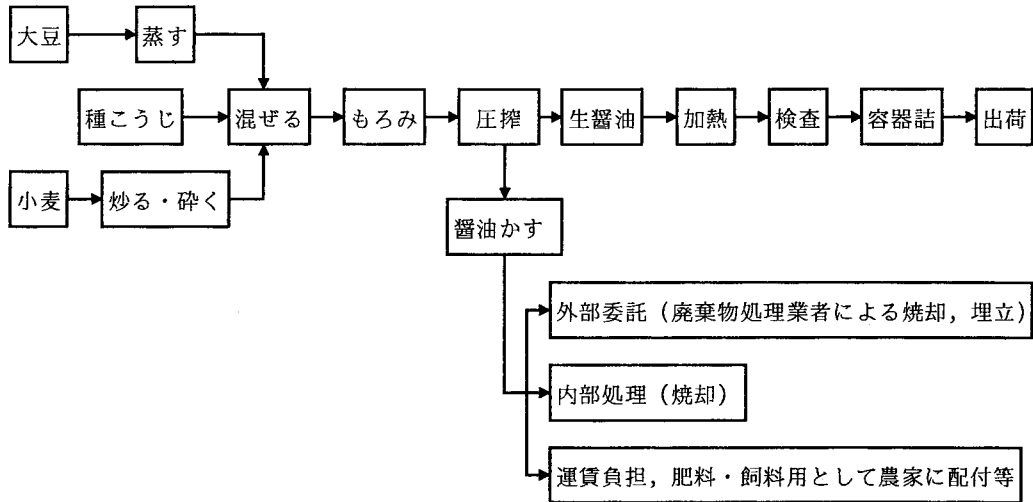 大豆
蒸す
種こうじ
混ぜる
もろみ
圧搾
生醤油
加熱
検査
容器詰
出荷
小麦
炒る・砕く
醤油かす
外部委託(廃棄物処理業者による焼却,埋立)
内部処理(焼却)
運賃負担,肥料・飼料用として農家に配付等